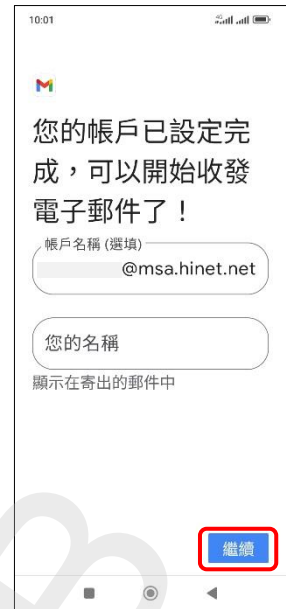 10:01
4G
您的帳戶已設定完
成，可以開始收發
電子郵件了！
帳戶名稱 (選填)
@msa.hinet.net
您的名稱
顯示在寄出的郵件中
繼續